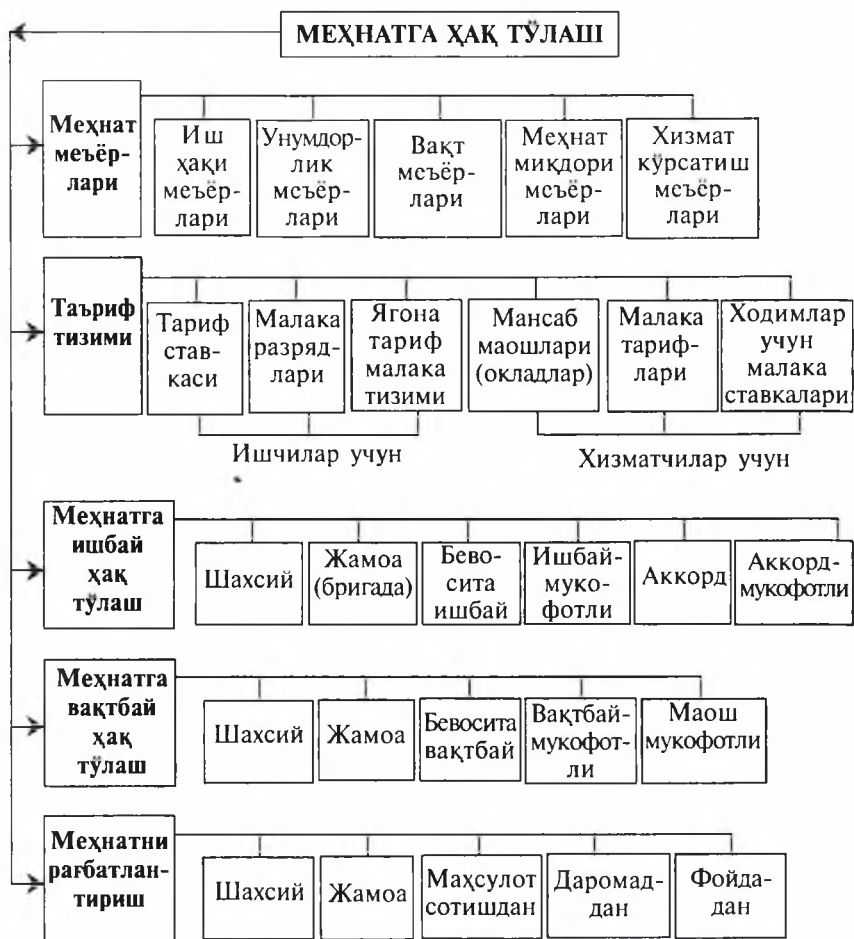 МЕҲНАТГА ҲАҚ ТЎЛАШ
Меҳнат
меъёр-
лари
Иш
ҳақи
меъёр-
лари
Унумдор-
лик
меъёр-
лари
Вақт
меъёр-
лари
Меҳнат
миқдори
меъёр-
лари
Хизмат
кўрсатиш
меъёр-
лари
Таъриф
тизими
Тариф
став-
каси
Малака
разряд-
лари
Ягона
тариф
малака
тизими
Мансаб
маошлари
(окладлар)
Малака
тариф-
лари
Ходимлар
учун
малака
ставкалари
Ишчилар учун
Хизматчилар учун
Меҳнатга
ишбай
ҳақ
тўлаш
Шахсий
Жамоа
(бригада)
Бево-
сита
ишбай
Ишбай-
муко-
фотли
Аккорд
Аккорд-
мукофотли
Меҳнатга
вақтбай
ҳақ
тўлаш
Шахсий
Жамоа
Бевосита
вақтбай
Вақтбай-
мукофот-
ли
Маош
мукофотли
Меҳнатни
рағбатлан-
тириш
Шахсий
Жамоа
Маҳсулот
сотишдан
Даромад-
дан
Фойда-
дан